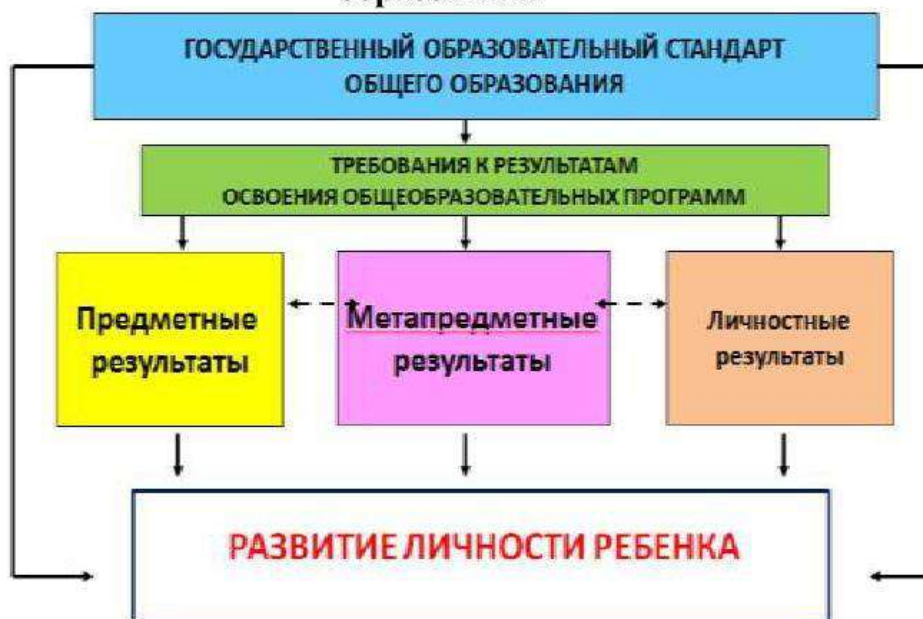 ГОСУДАРСТВЕННЫЙ ОБРАЗОВАТЕЛЬНЫЙ СТАНДАРТ
ОБЩЕГО ОБРАЗОВАНИЯ
ТРЕБОВАНИЯ К РЕЗУЛЬТАТАМ
ОСВОЕНИЯ ОБЩЕОБРАЗОВАТЕЛЬНЫХ ПРОГРАММ
Предметные
результаты
Метапредметные
результаты
Личностные
результаты
РАЗВИТИЕ ЛИЧНОСТИ РЕБЕНКА